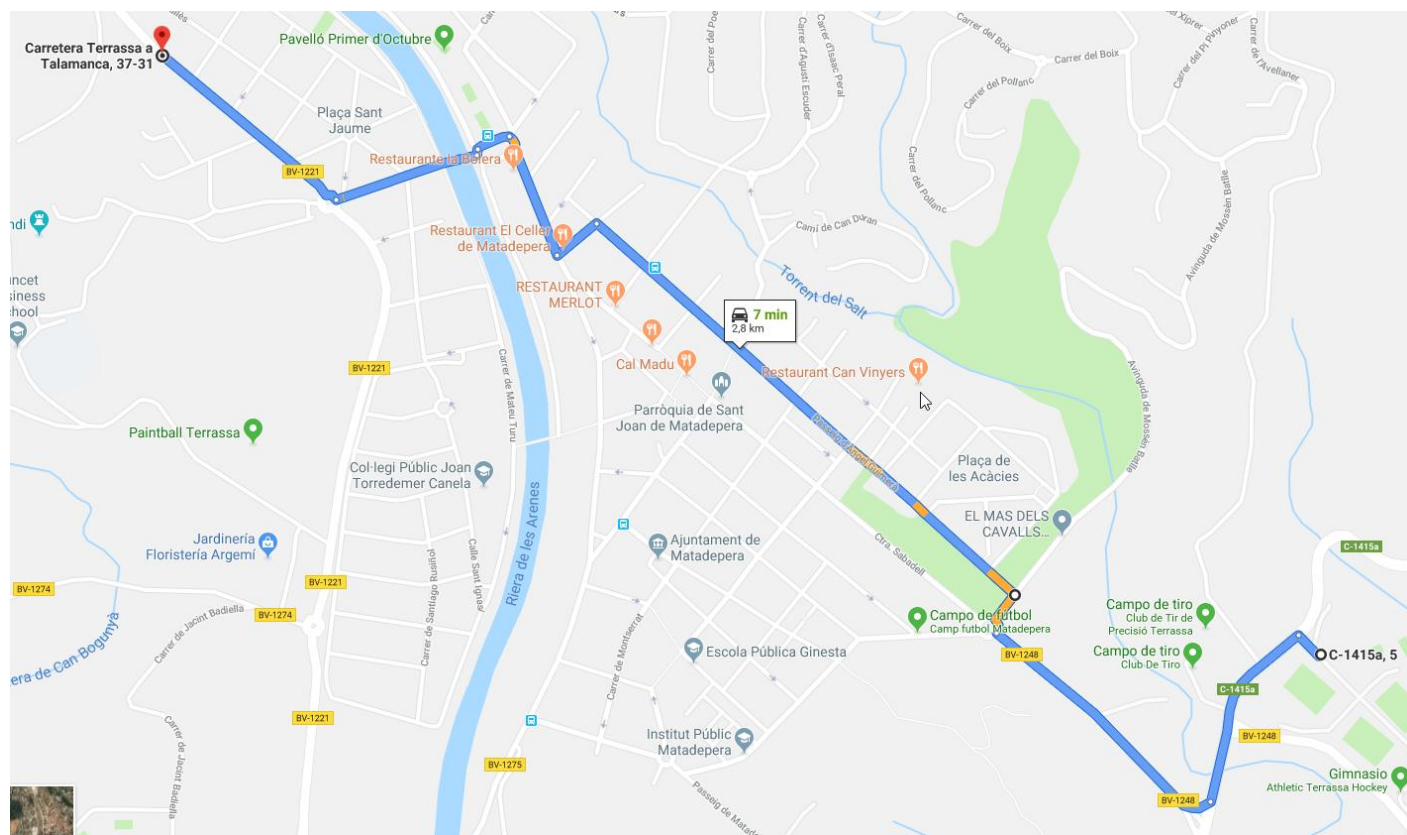 Carretera Terrassa a
Talamanca, 37-31
Pavelló Primer d'Octubre
Carrer del Boix
Carrer del Boix
Carrer del Pi Pinyoner
Carrer de l'Avellaner
Carrer d'Isaac Peral
Carrer d'Agustí Escuder
Carrer del Pollanc
Plaça Sant
Jaume
Restaurante la Bolera
BV-1221
Carrer del Pollanc
Avinguda de Mossèn Batlle
ndi
Restaurant El Celler
de Matadepera
Camí de Can Duran
ncet
siness
chool
RESTAURANT
MERLOT
Torrent del Salt
7 min
2,8 km
BV-1221
Cal Madu
Restaurant Can Vinyers
Carrer de Mateu Turu
Parròquia de Sant
Joan de Matadepera
Avinguda de Mossèn Batlle
Paintball Terrassa
Passeig d'Àngel Guimerà
Col·legi Públic Joan
Torredemer Canela
Plaça de
les Acàcies
Riera de les Arenes
EL MAS DELS
CAVALLS...
Jardinería
Floristería Argemí
Ajuntament de
Matadepera
Ctra. Sabadell
C-1415a
BV-1274
BV-1221
Carrer de Santiago Rusiñol
Calle Sant Ignasi
BV-1274
Carrer de Jacint Badiella
Campo de fútbol
Camp futbol Matadepera
Campo de tiro
Club de Tir de
Precisió Terrassa
era de Can Bogunyà
Carrer de Montserrat
Escola Pública Ginesta
BV-1248
Campo de tiro
Club De Tiro
C-1415a, 5
C-1415a
BV-1221
Carrer de Jacint Badiella
Institut Públic
Matadepera
BV-1248
BV-1275
Gimnasio
Athletic Terrassa Hockey
BV-1248
Passeig de Matad